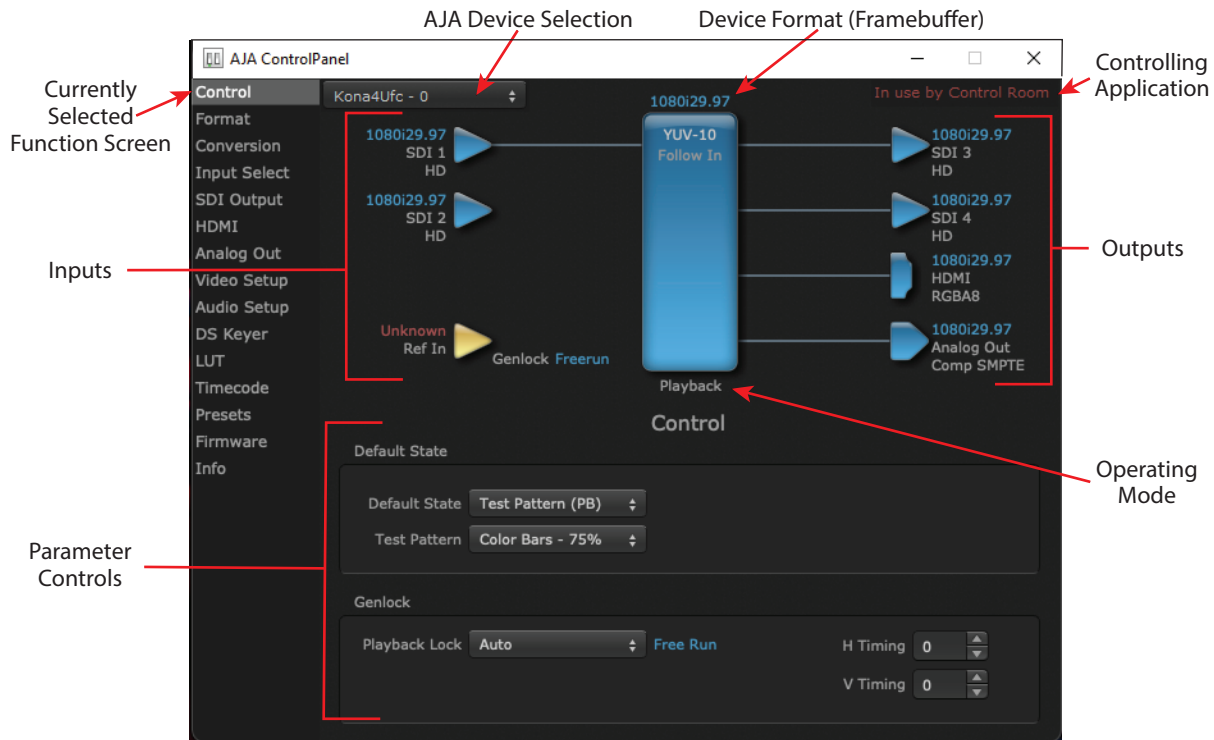 AJA Device Selection
Device Format (Framebuffer)
AJA ControlPanel
Currently
Selected
Function Screen
Controlling
Application
Control
Format
Conversion
Input Select
SDI Output
HDMI
Analog Out
Video Setup
Audio Setup
DS Keyer
LUT
Timecode
Presets
Firmware
Info
Kona4Ufc - 0
1080i29.97
In use by Control Room
1080i29.97
SDI 1
HD
1080i29.97
SDI 2
HD
Unknown
Ref In
Genlock Freerun
YUV-10
Follow In
Playback
1080i29.97
SDI 3
HD
1080i29.97
SDI 4
HD
1080i29.97
HDMI
RGBA8
1080i29.97
Analog Out
Comp SMPTE
Inputs
Outputs
Operating
Mode
Parameter
Controls
Control
Default State
Default State Test Pattern (PB)
Test Pattern Color Bars - 75%
Genlock
Playback Lock Auto Free Run
H Timing 0
V Timing 0